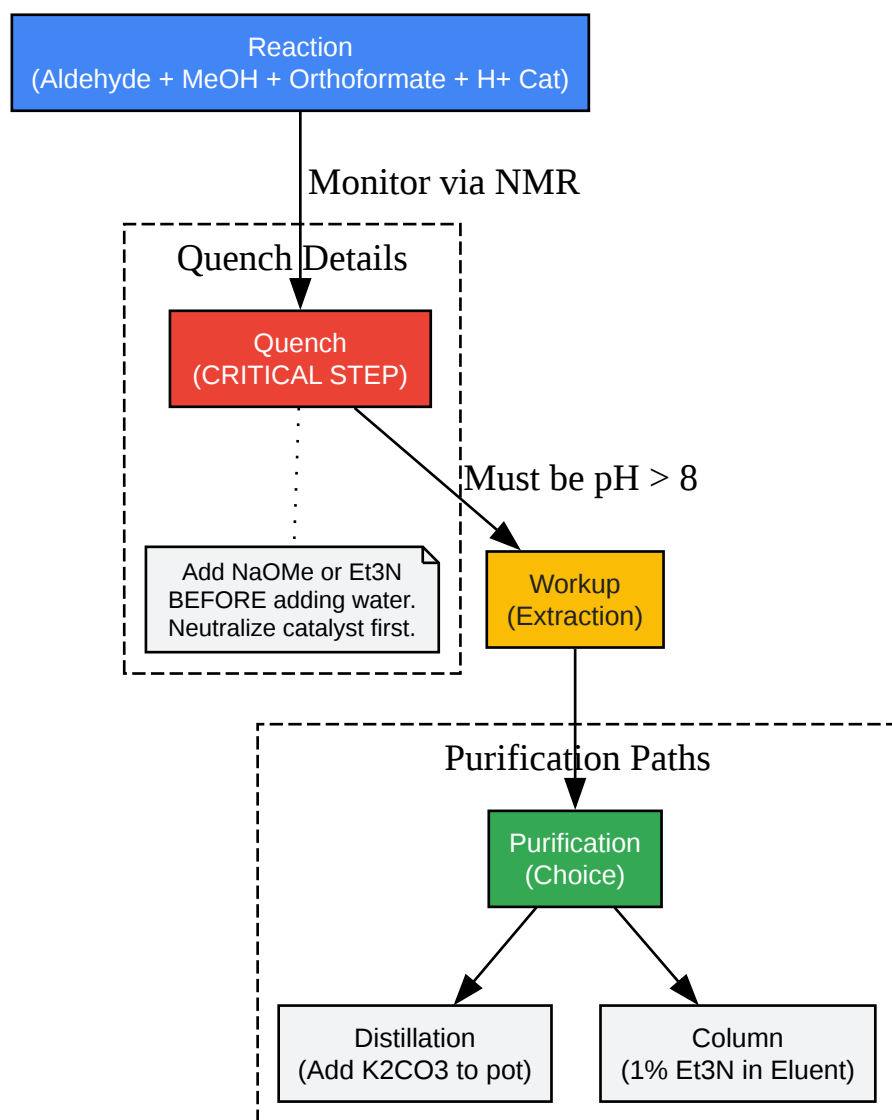 Reaction
(Aldehyde + MeOH + Orthoformate + H+ Cat)
Monitor via NMR
Quench Details
Quench
(CRITICAL STEP)
Must be pH > 8
Add NaOMe or Et3N
BEFORE adding water.
Neutralize catalyst first.
Workup
(Extraction)
Purification Paths
Purification
(Choice)
Distillation
(Add K2CO3 to pot)
Column
(1% Et3N in Eluent)